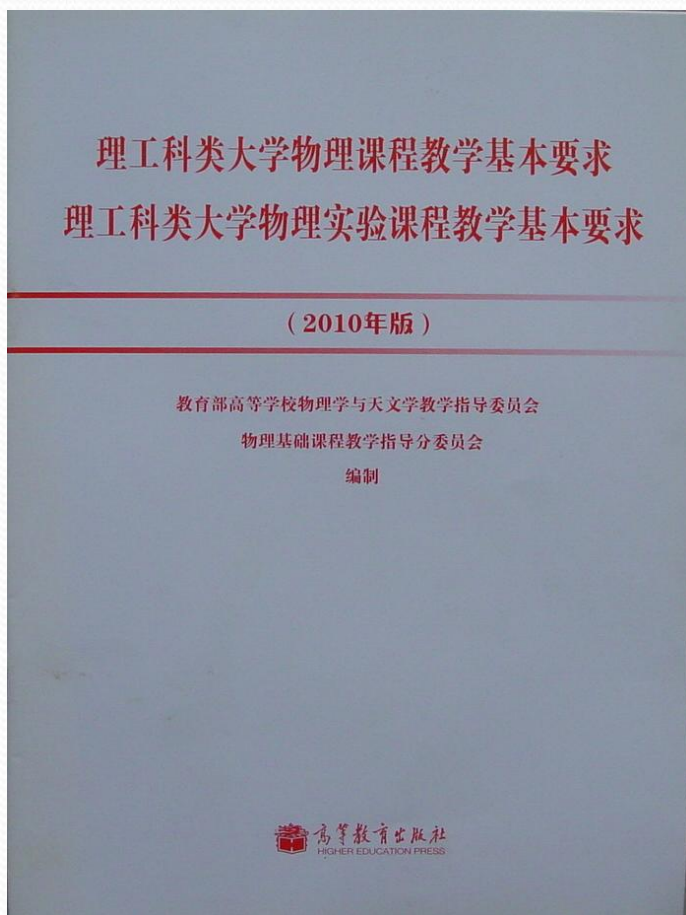 理工科类大学物理课程教学基本要求
理工科类大学物理实验课程教学基本要求
（2010年版）
教育部高等学校物理学与天文学教学指导委员会
物理基础课程教学指导分委员会
编制
高等教育出版社
HIGHER EDUCATION PRESS